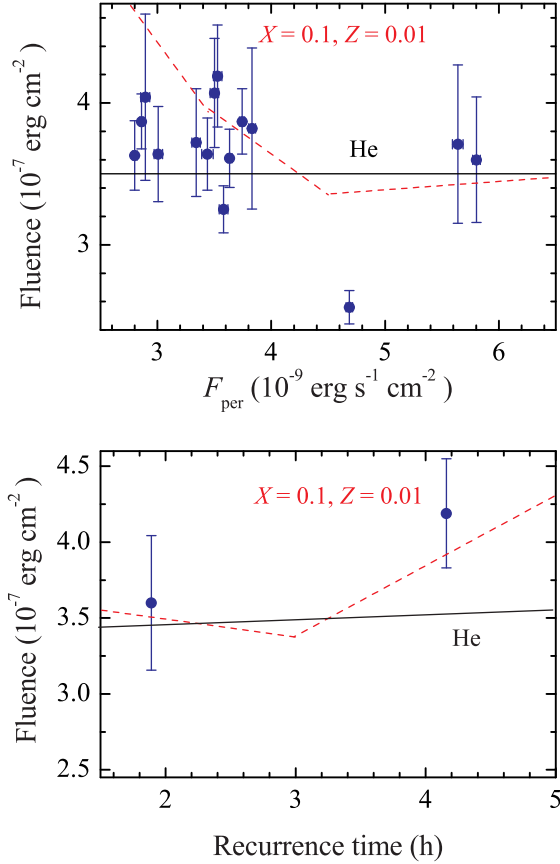 X = 0.1, Z = 0.01
4
He
3
Fluence (10⁻⁷ erg cm⁻²)
3 4 5 6
F_per (10⁻⁹ erg s⁻¹ cm⁻²)
4.5
X = 0.1, Z = 0.01
4.0
3.5
He
3.0
2.5
Fluence (10⁻⁷ erg cm⁻²)
2 3 4 5
Recurrence time (h)